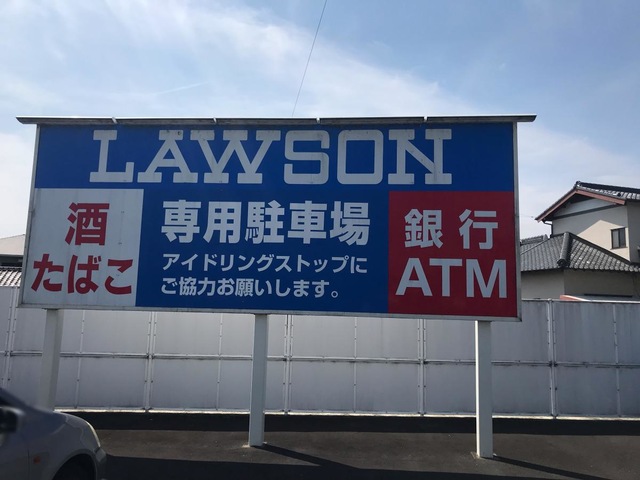 LAWSON
酒
たばこ
専用駐車場
アイドリングストップに
ご協力お願いします。
銀行
ATM